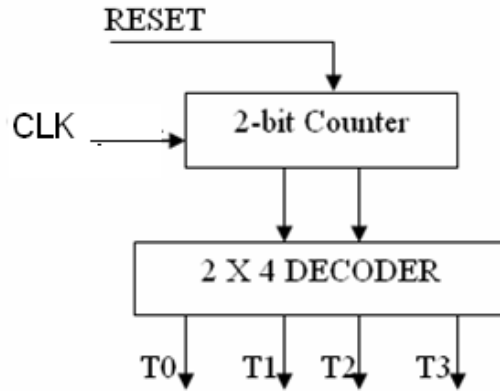 RESET
CLK
2-bit Counter
2 X 4 DECODER
T0 T1 T2 T3